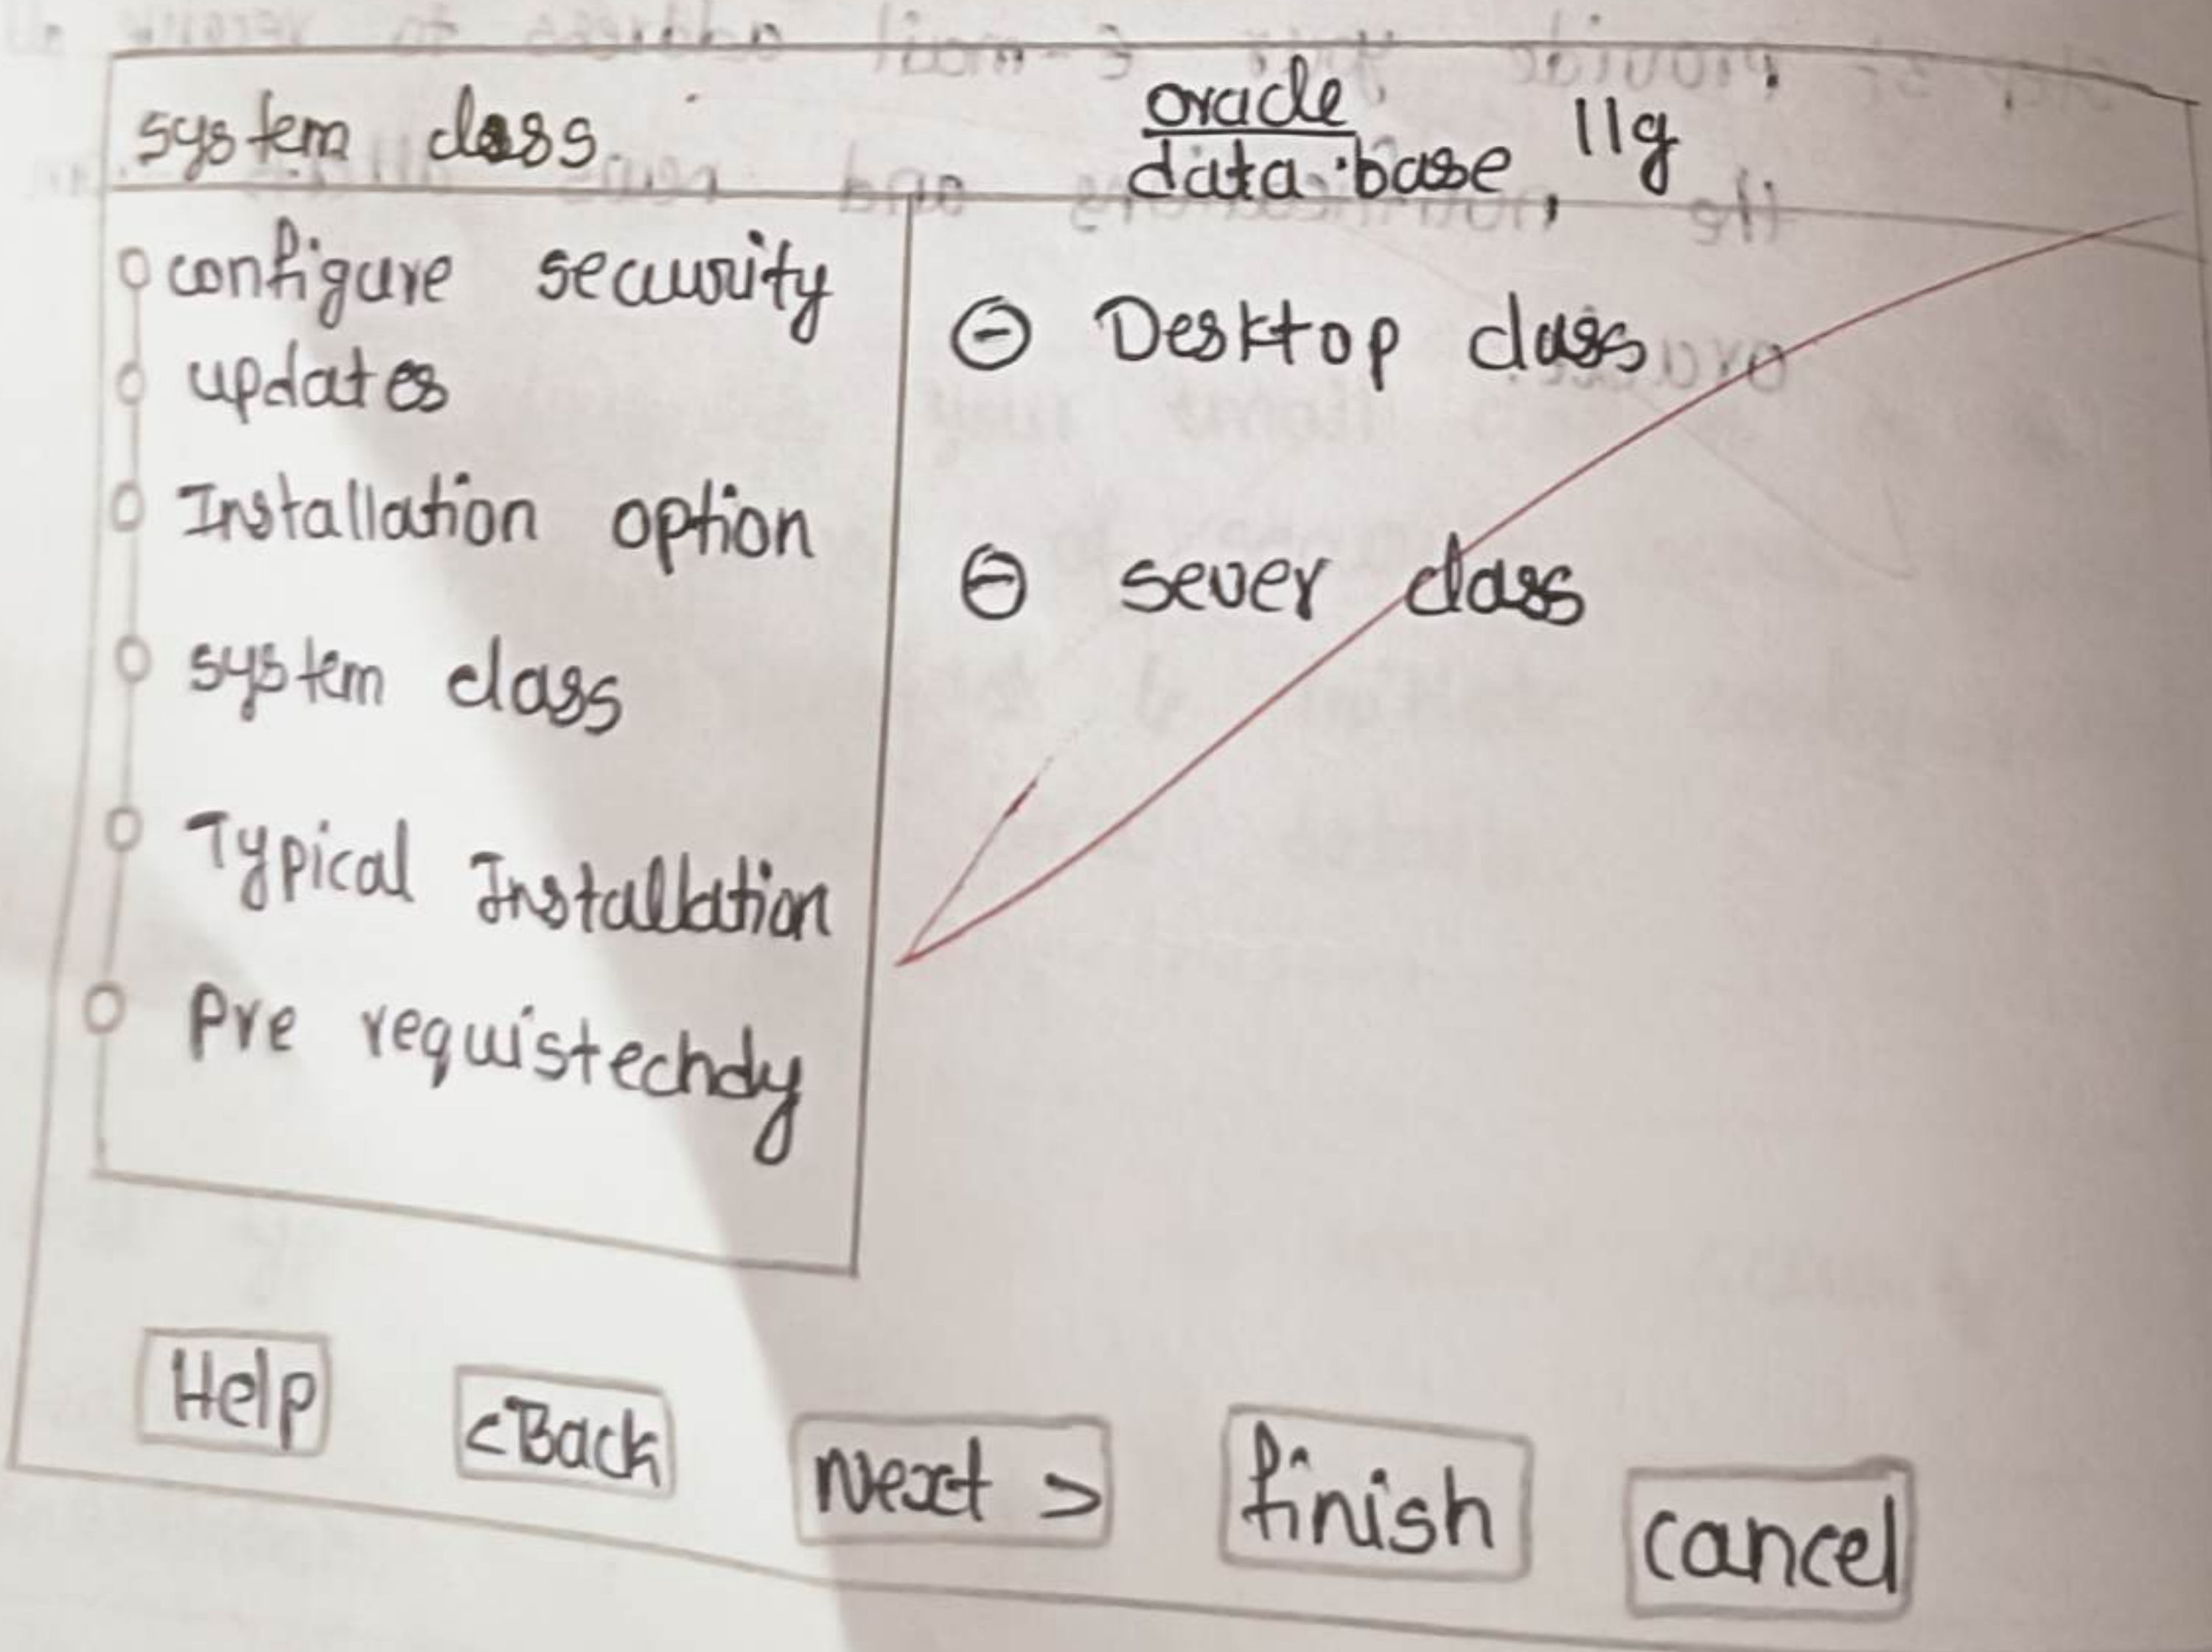 system class
oracle
data base, 11g
configure security
updates
Installation option
system class
Typical Installation
Pre requistechdy
Desktop class
sever class
Help
<Back
Next >
finish
cancel